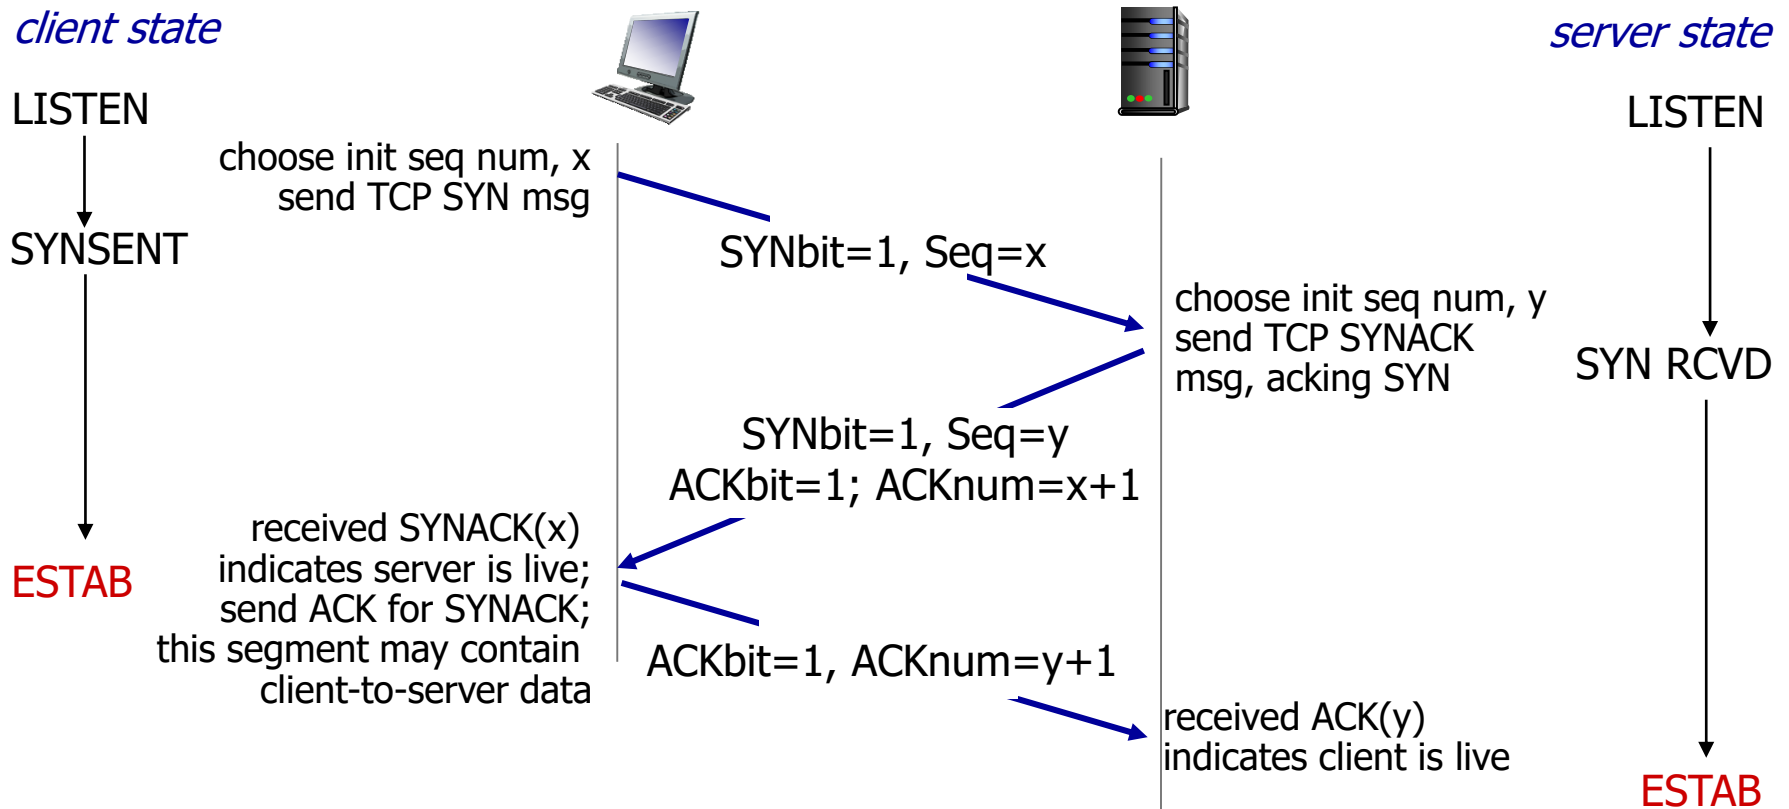 client state
server state
LISTEN
LISTEN
choose init seq num, x
send TCP SYN msg
SYNSENT
SYNbit=1, Seq=x
choose init seq num, y
send TCP SYNACK
msg, acking SYN
SYN RCVD
SYNbit=1, Seq=y
ACKbit=1; ACKnum=x+1
received SYNACK(x)
indicates server is live;
send ACK for SYNACK;
this segment may contain
client-to-server data
ESTAB
ACKbit=1, ACKnum=y+1
received ACK(y)
indicates client is live
ESTAB